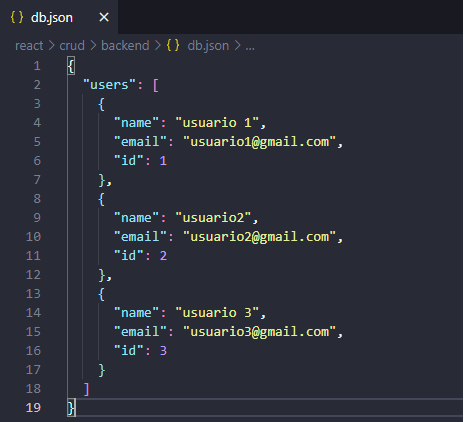 { } db.json ×
react > crud > backend > { } db.json > ...
1 {
2 "users": [
3 {
4 "name": "usuario 1",
5 "email": "usuario1@gmail.com",
6 "id": 1
7 },
8 {
9 "name": "usuario2",
10 "email": "usuario2@gmail.com",
11 "id": 2
12 },
13 {
14 "name": "usuario 3",
15 "email": "usuario3@gmail.com",
16 "id": 3
17 }
18 ]
19 }